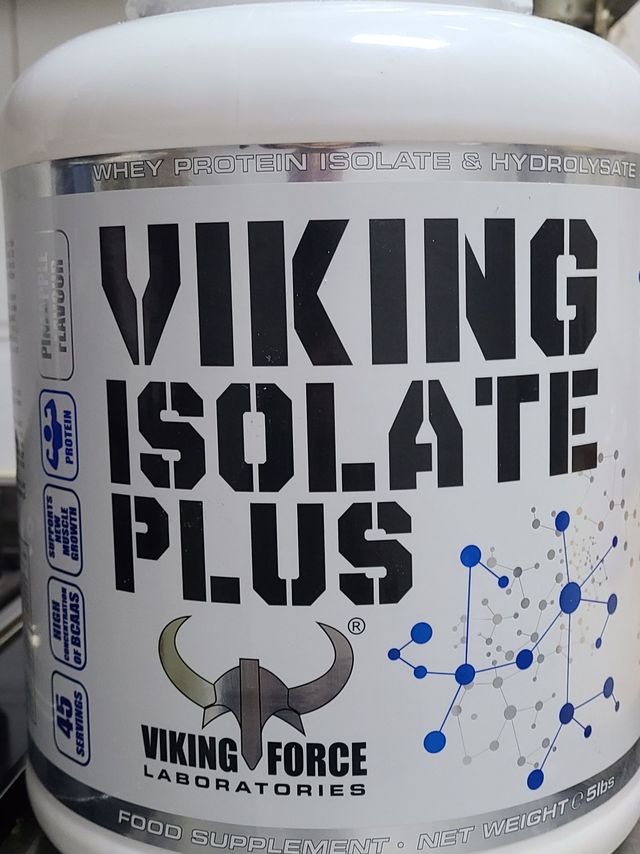 WHEY PROTEIN ISOLATE & HYDROLYSATE
VIKING
ISOLATE
PLUS
PINEAPPLE
FLAVOUR
PROTEIN
SUPPORTS
NEW
MUSCLE
GROWTH
HIGH
CONCENTRATION
OF BCAAS
45
SERVINGS
®
VIKING FORCE
LABORATORIES
FOOD SUPPLEMENT · NET WEIGHT ℮ 5lbs